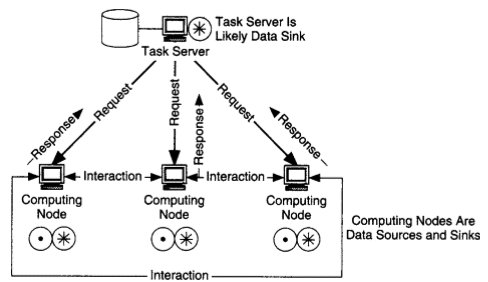 Task Server Is
Likely Data Sink
Task Server
Response
Request
Request
Response
Request
Response
Interaction
Interaction
Computing
Node
Computing
Node
Computing
Node
Computing Nodes Are
Data Sources and Sinks
Interaction